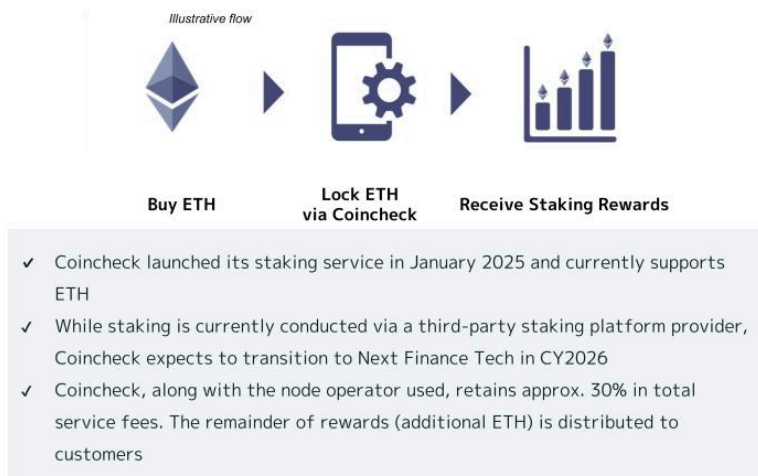 Illustrative flow
Buy ETH
Lock ETH
via Coincheck
Receive Staking Rewards
✓ Coincheck launched its staking service in January 2025 and currently supports
ETH
✓ While staking is currently conducted via a third-party staking platform provider,
Coincheck expects to transition to Next Finance Tech in CY2026
✓ Coincheck, along with the node operator used, retains approx. 30% in total
service fees. The remainder of rewards (additional ETH) is distributed to
customers